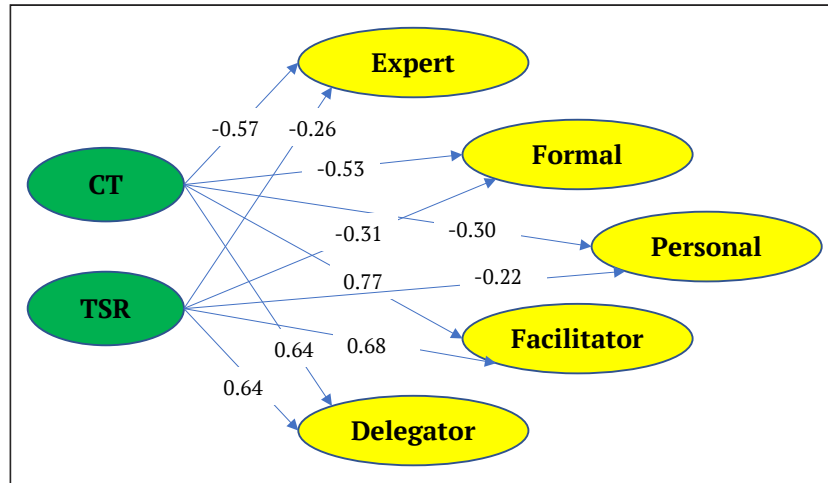 Expert
-0.57
-0.26
Formal
-0.53
CT
-0.31
-0.30
Personal
-0.22
0.77
TSR
Facilitator
0.68
0.64
0.64
Delegator